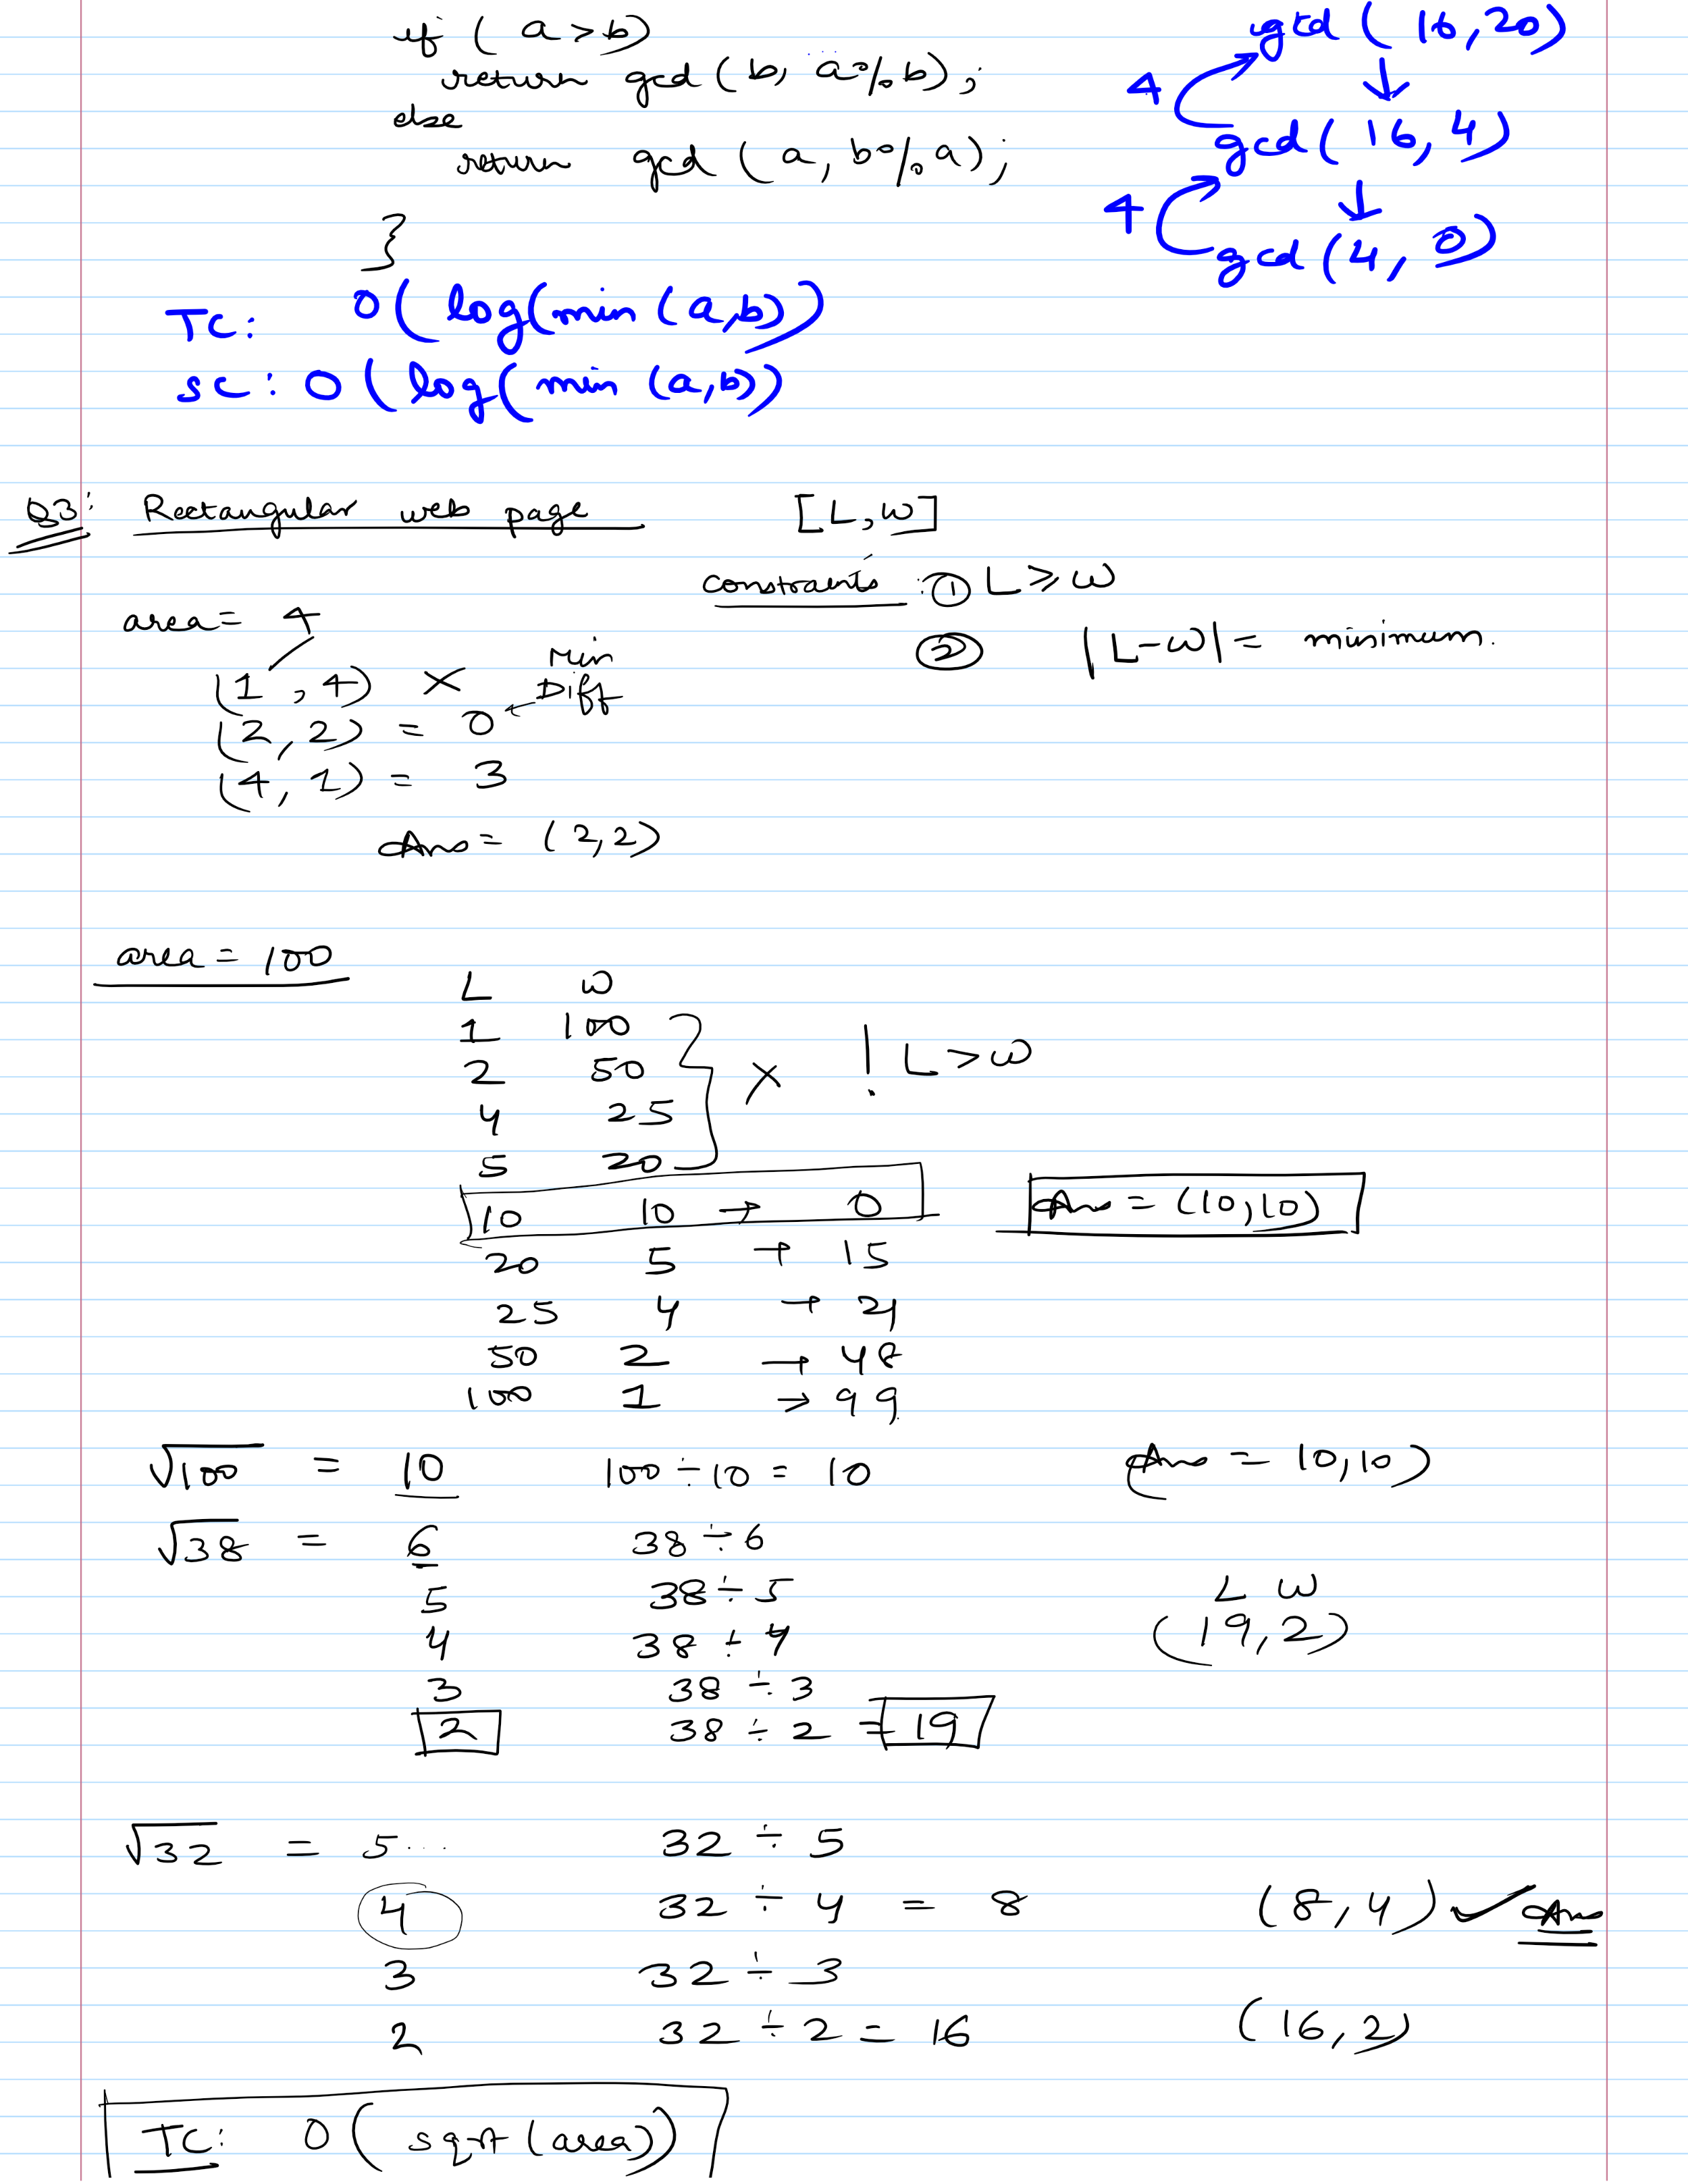 if ( a > b)
return gcd ( b, a % b) ;
else
return gcd ( a, b % a) ;
}
gcd ( 16, 20)
↓
4
gcd ( 16, 4)
↓
4
gcd ( 4, 0)
TC: O ( log(min (a,b))
SC: O ( log( min (a,b))
Q3: Rectangular web page [L, w]
constraints : ① L ≥ w
② |L-w| = minimum.
area = 4
(1 , 4) ×
(2, 2) = 0 ← Min Diff
(4, 1) = 3
Ans = (2,2)
area = 100
L w
1 100
2 50
4 25
5 20
× ! L > w
10 10 → 0
Ans = (10,10)
20 5 → 15
25 4 → 21
50 2 → 48
100 1 → 99
√100 = 10 100 ÷ 10 = 10 Ans = 10,10)
√38 = 6 38 ÷ 6
5 38 ÷ 5
4 38 ÷ 4
3 38 ÷ 3
2 38 ÷ 2 = 19
L w
(19, 2)
√32 = 5.... 32 ÷ 5
4 32 ÷ 4 = 8 (8, 4) ✓ Ans
3 32 ÷ 3
2 32 ÷ 2 = 16 (16, 2)
TC: O ( sqrt (area))